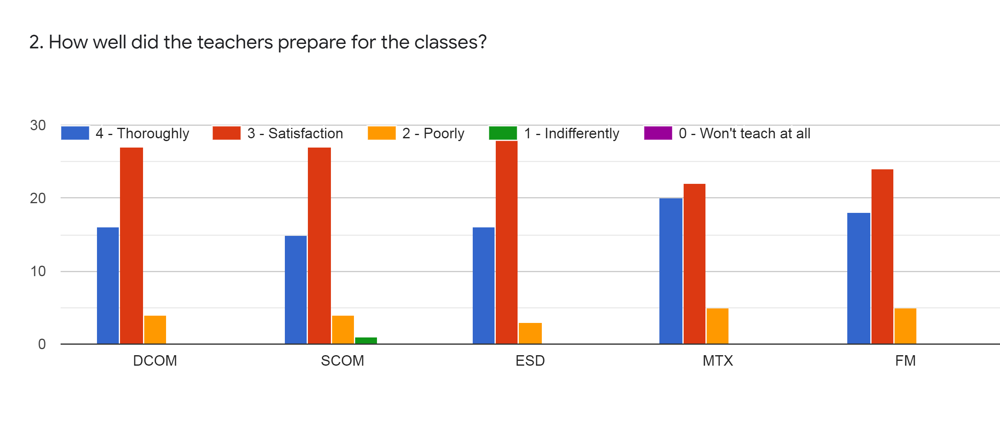 2. How well did the teachers prepare for the classes?
30
4 - Thoroughly 3 - Satisfaction 2 - Poorly 1 - Indifferently 0 - Won't teach at all
20
10
0
DCOM SCOM ESD MTX FM